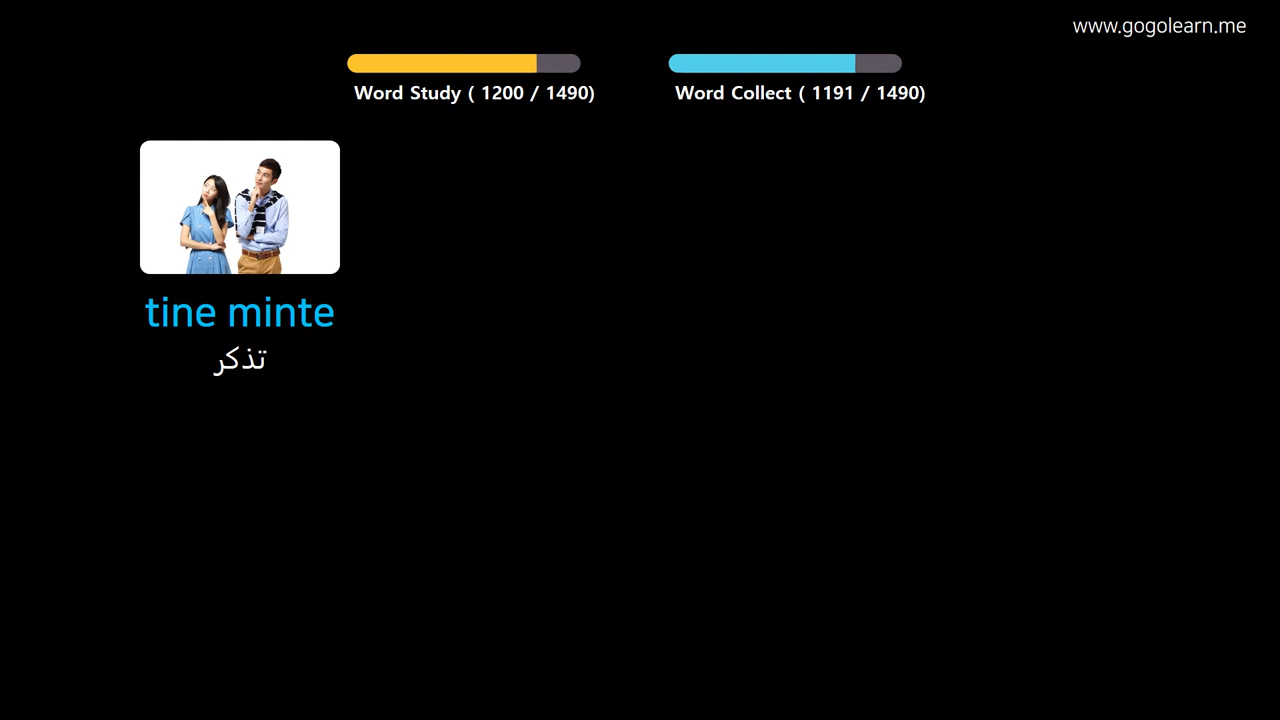 www.gogolearn.me
Word Study ( 1200 / 1490)
Word Collect ( 1191 / 1490)
tine minte
تذكر